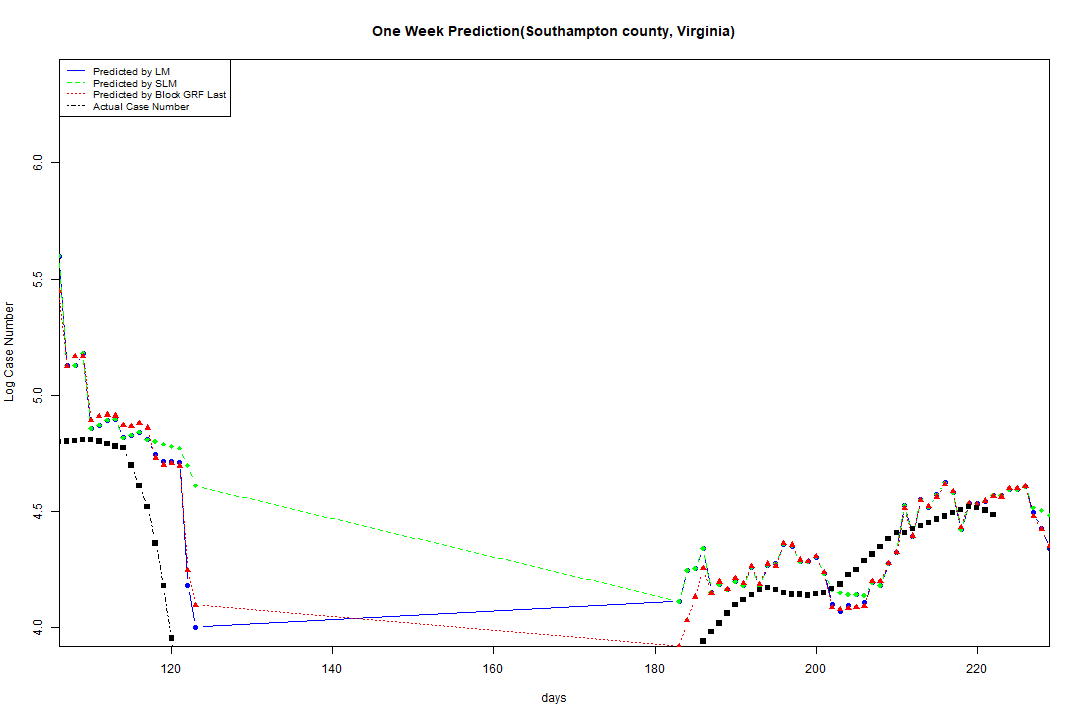 One Week Prediction(Southampton county, Virginia)
Predicted by LM
Predicted by SLM
Predicted by Block GRF Last
Actual Case Number
6.0
5.5
5.0
4.5
4.0
Log Case Number
120 140 160 180 200 220
days